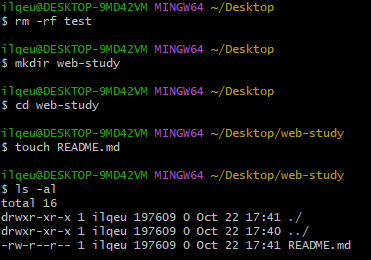 ilqeu@DESKTOP-9MD42VM MINGW64 ~/Desktop
$ rm -rf test
ilqeu@DESKTOP-9MD42VM MINGW64 ~/Desktop
$ mkdir web-study
ilqeu@DESKTOP-9MD42VM MINGW64 ~/Desktop
$ cd web-study
ilqeu@DESKTOP-9MD42VM MINGW64 ~/Desktop/web-study
$ touch README.md
ilqeu@DESKTOP-9MD42VM MINGW64 ~/Desktop/web-study
$ ls -al
total 16
drwxr-xr-x 1 ilqeu 197609 0 Oct 22 17:41 ./
drwxr-xr-x 1 ilqeu 197609 0 Oct 22 17:40 ../
-rw-r--r-- 1 ilqeu 197609 0 Oct 22 17:41 README.md